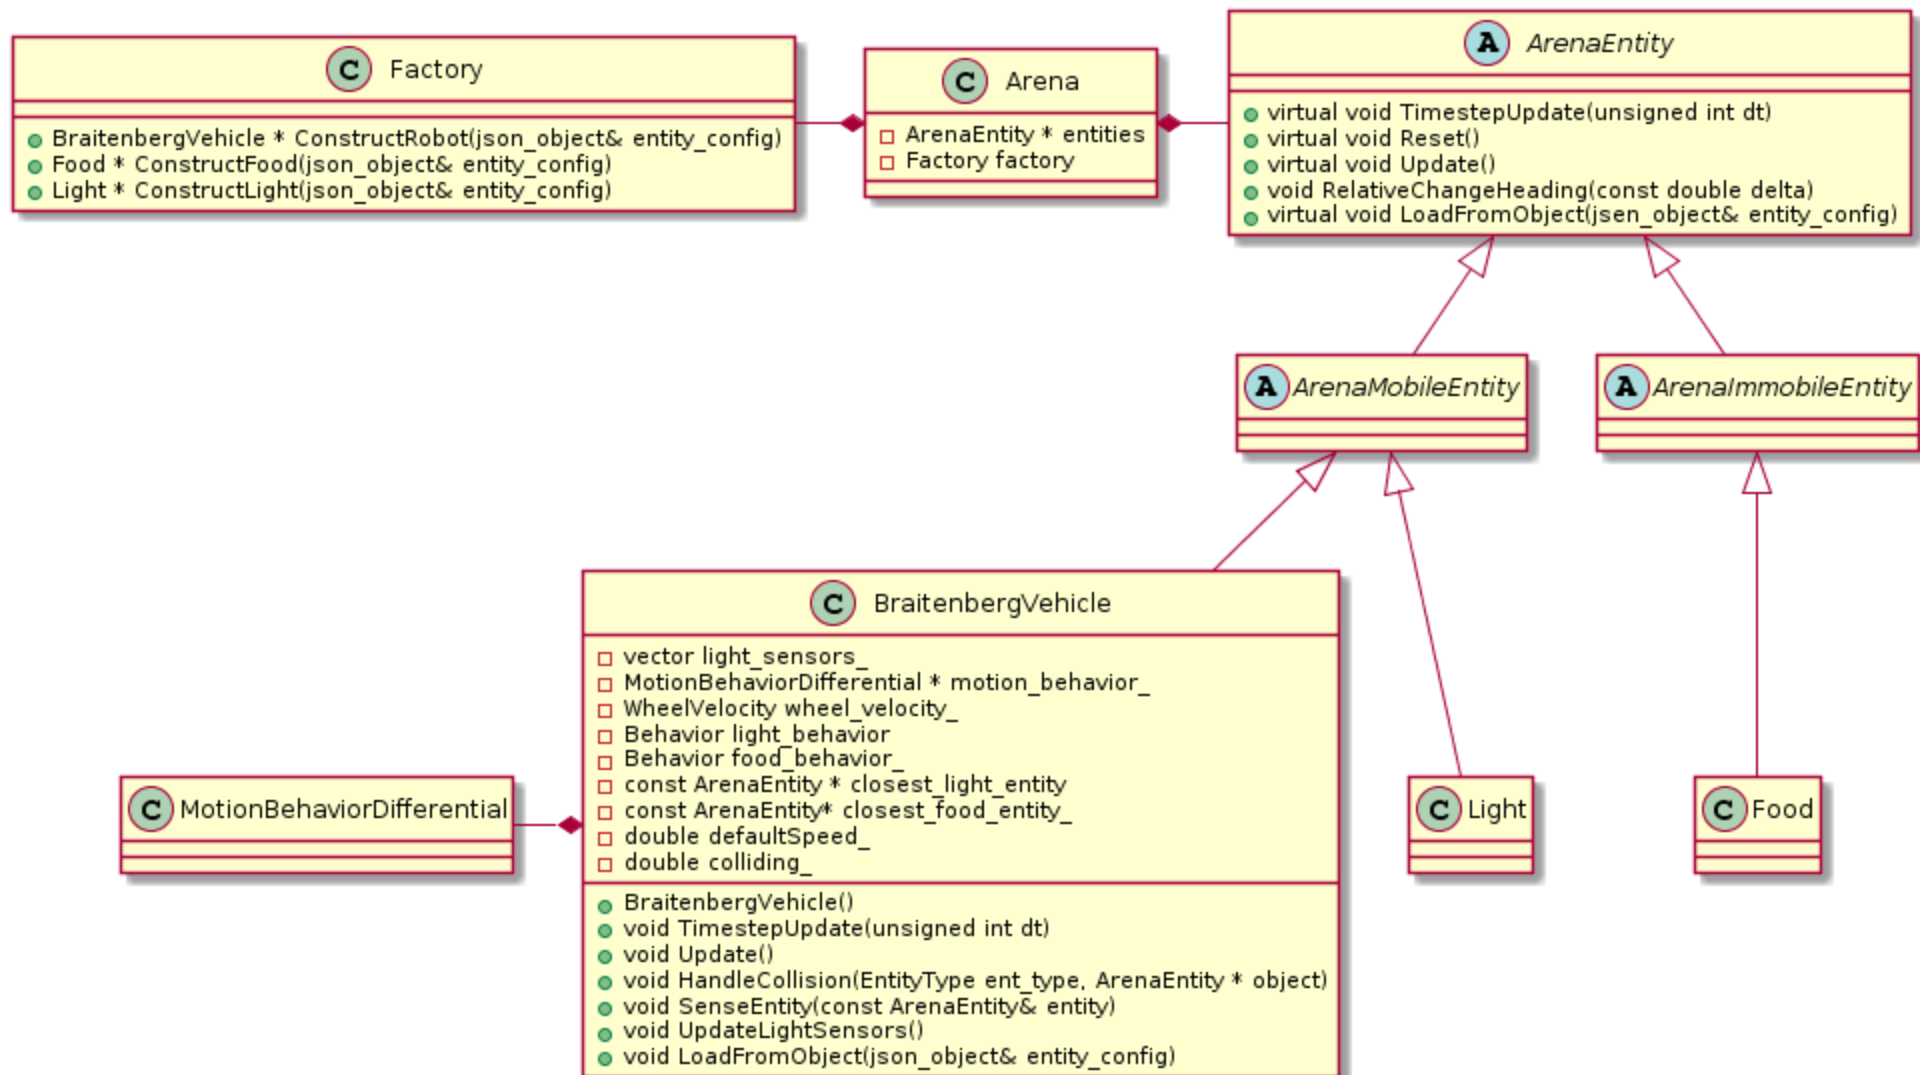 C Factory
BraitenbergVehicle * ConstructRobot(json_object& entity_config)
Food * ConstructFood(json_object& entity_config)
Light * ConstructLight(json_object& entity_config)
C Arena
ArenaEntity * entities
Factory factory
A ArenaEntity
virtual void TimestepUpdate(unsigned int dt)
virtual void Reset()
virtual void Update()
void RelativeChangeHeading(const double delta)
virtual void LoadFromObject(jsen_object& entity_config)
A ArenaMobileEntity
A ArenaImmobileEntity
C BraitenbergVehicle
vector light_sensors_
MotionBehaviorDifferential * motion_behavior_
WheelVelocity wheel_velocity_
Behavior light_behavior
Behavior food_behavior_
const ArenaEntity * closest_light_entity
const ArenaEntity* closest_food_entity_
double defaultSpeed_
double colliding_
BraitenbergVehicle()
void TimestepUpdate(unsigned int dt)
void Update()
void HandleCollision(EntityType ent_type, ArenaEntity * object)
void SenseEntity(const ArenaEntity& entity)
void UpdateLightSensors()
void LoadFromObject(json_object& entity_config)
C MotionBehaviorDifferential
C Light
C Food